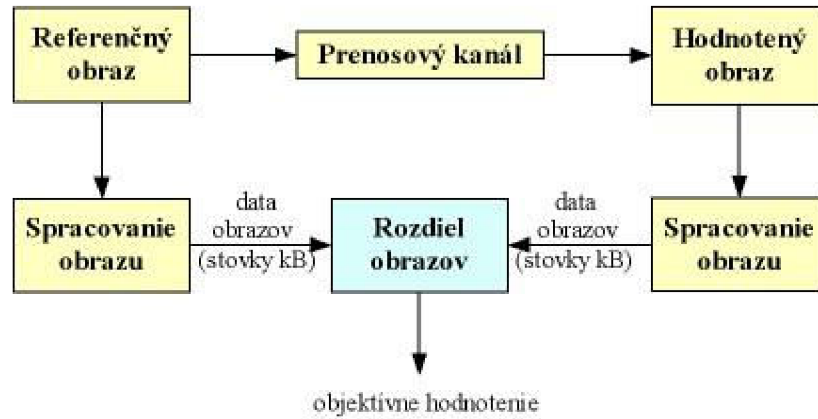 Referenčný
obraz
Prenosový kanál
Hodnotený
obraz
Spracovanie
obrazu
data
obrazov
(stovky kB)
Rozdiel
obrazov
data
obrazov
(stovky kB)
Spracovanie
obrazu
objektívne hodnotenie